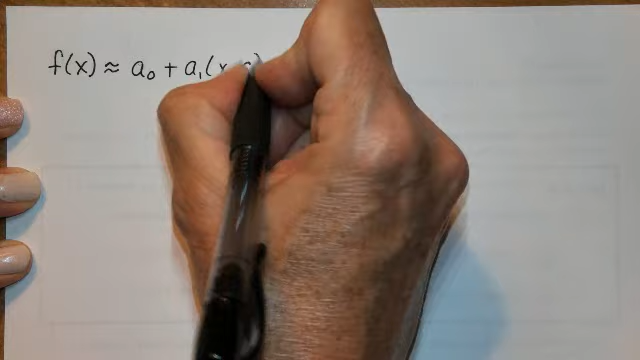 f(x) ≈ a₀ + a₁(x